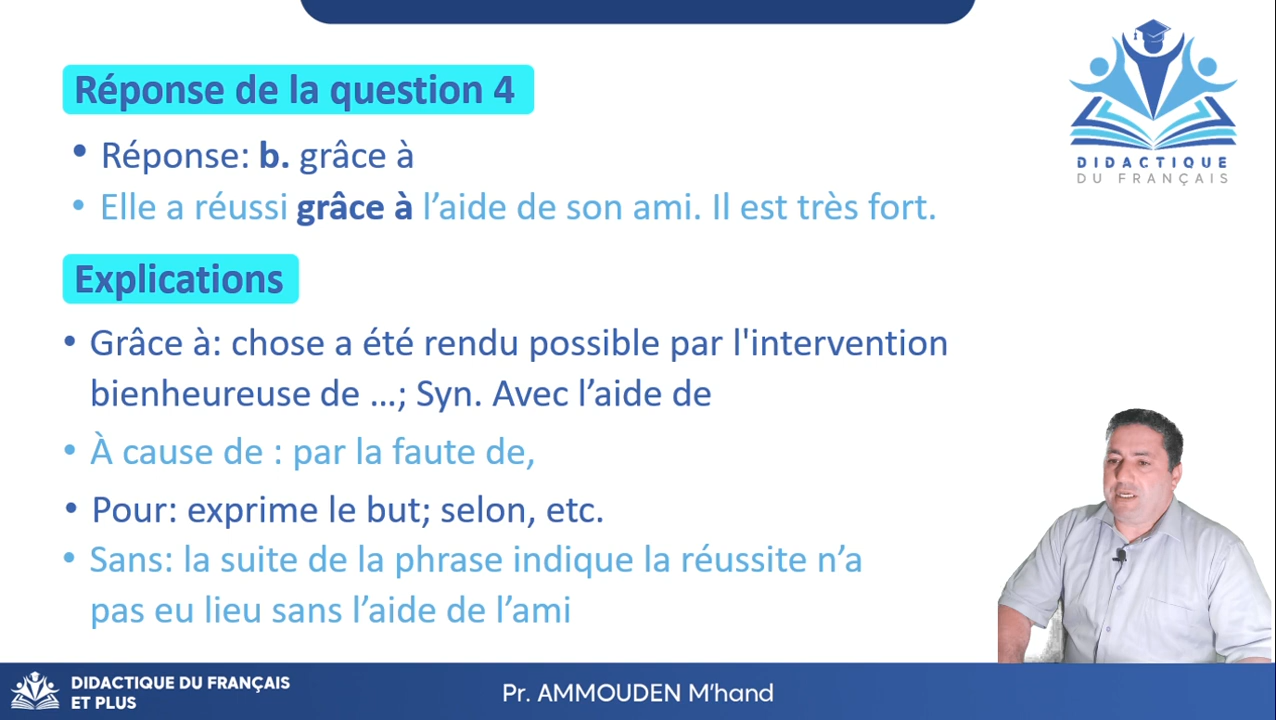 Réponse de la question 4
• Réponse: b. grâce à
• Elle a réussi grâce à l’aide de son ami. Il est très fort.
Explications
• Grâce à: chose a été rendu possible par l'intervention
bienheureuse de ...; Syn. Avec l’aide de
• À cause de : par la faute de,
• Pour: exprime le but; selon, etc.
• Sans: la suite de la phrase indique la réussite n’a
pas eu lieu sans l’aide de l’ami
DIDACTIQUE
DU FRANÇAIS
DIDACTIQUE DU FRANÇAIS
ET PLUS
Pr. AMMOUDEN M’hand